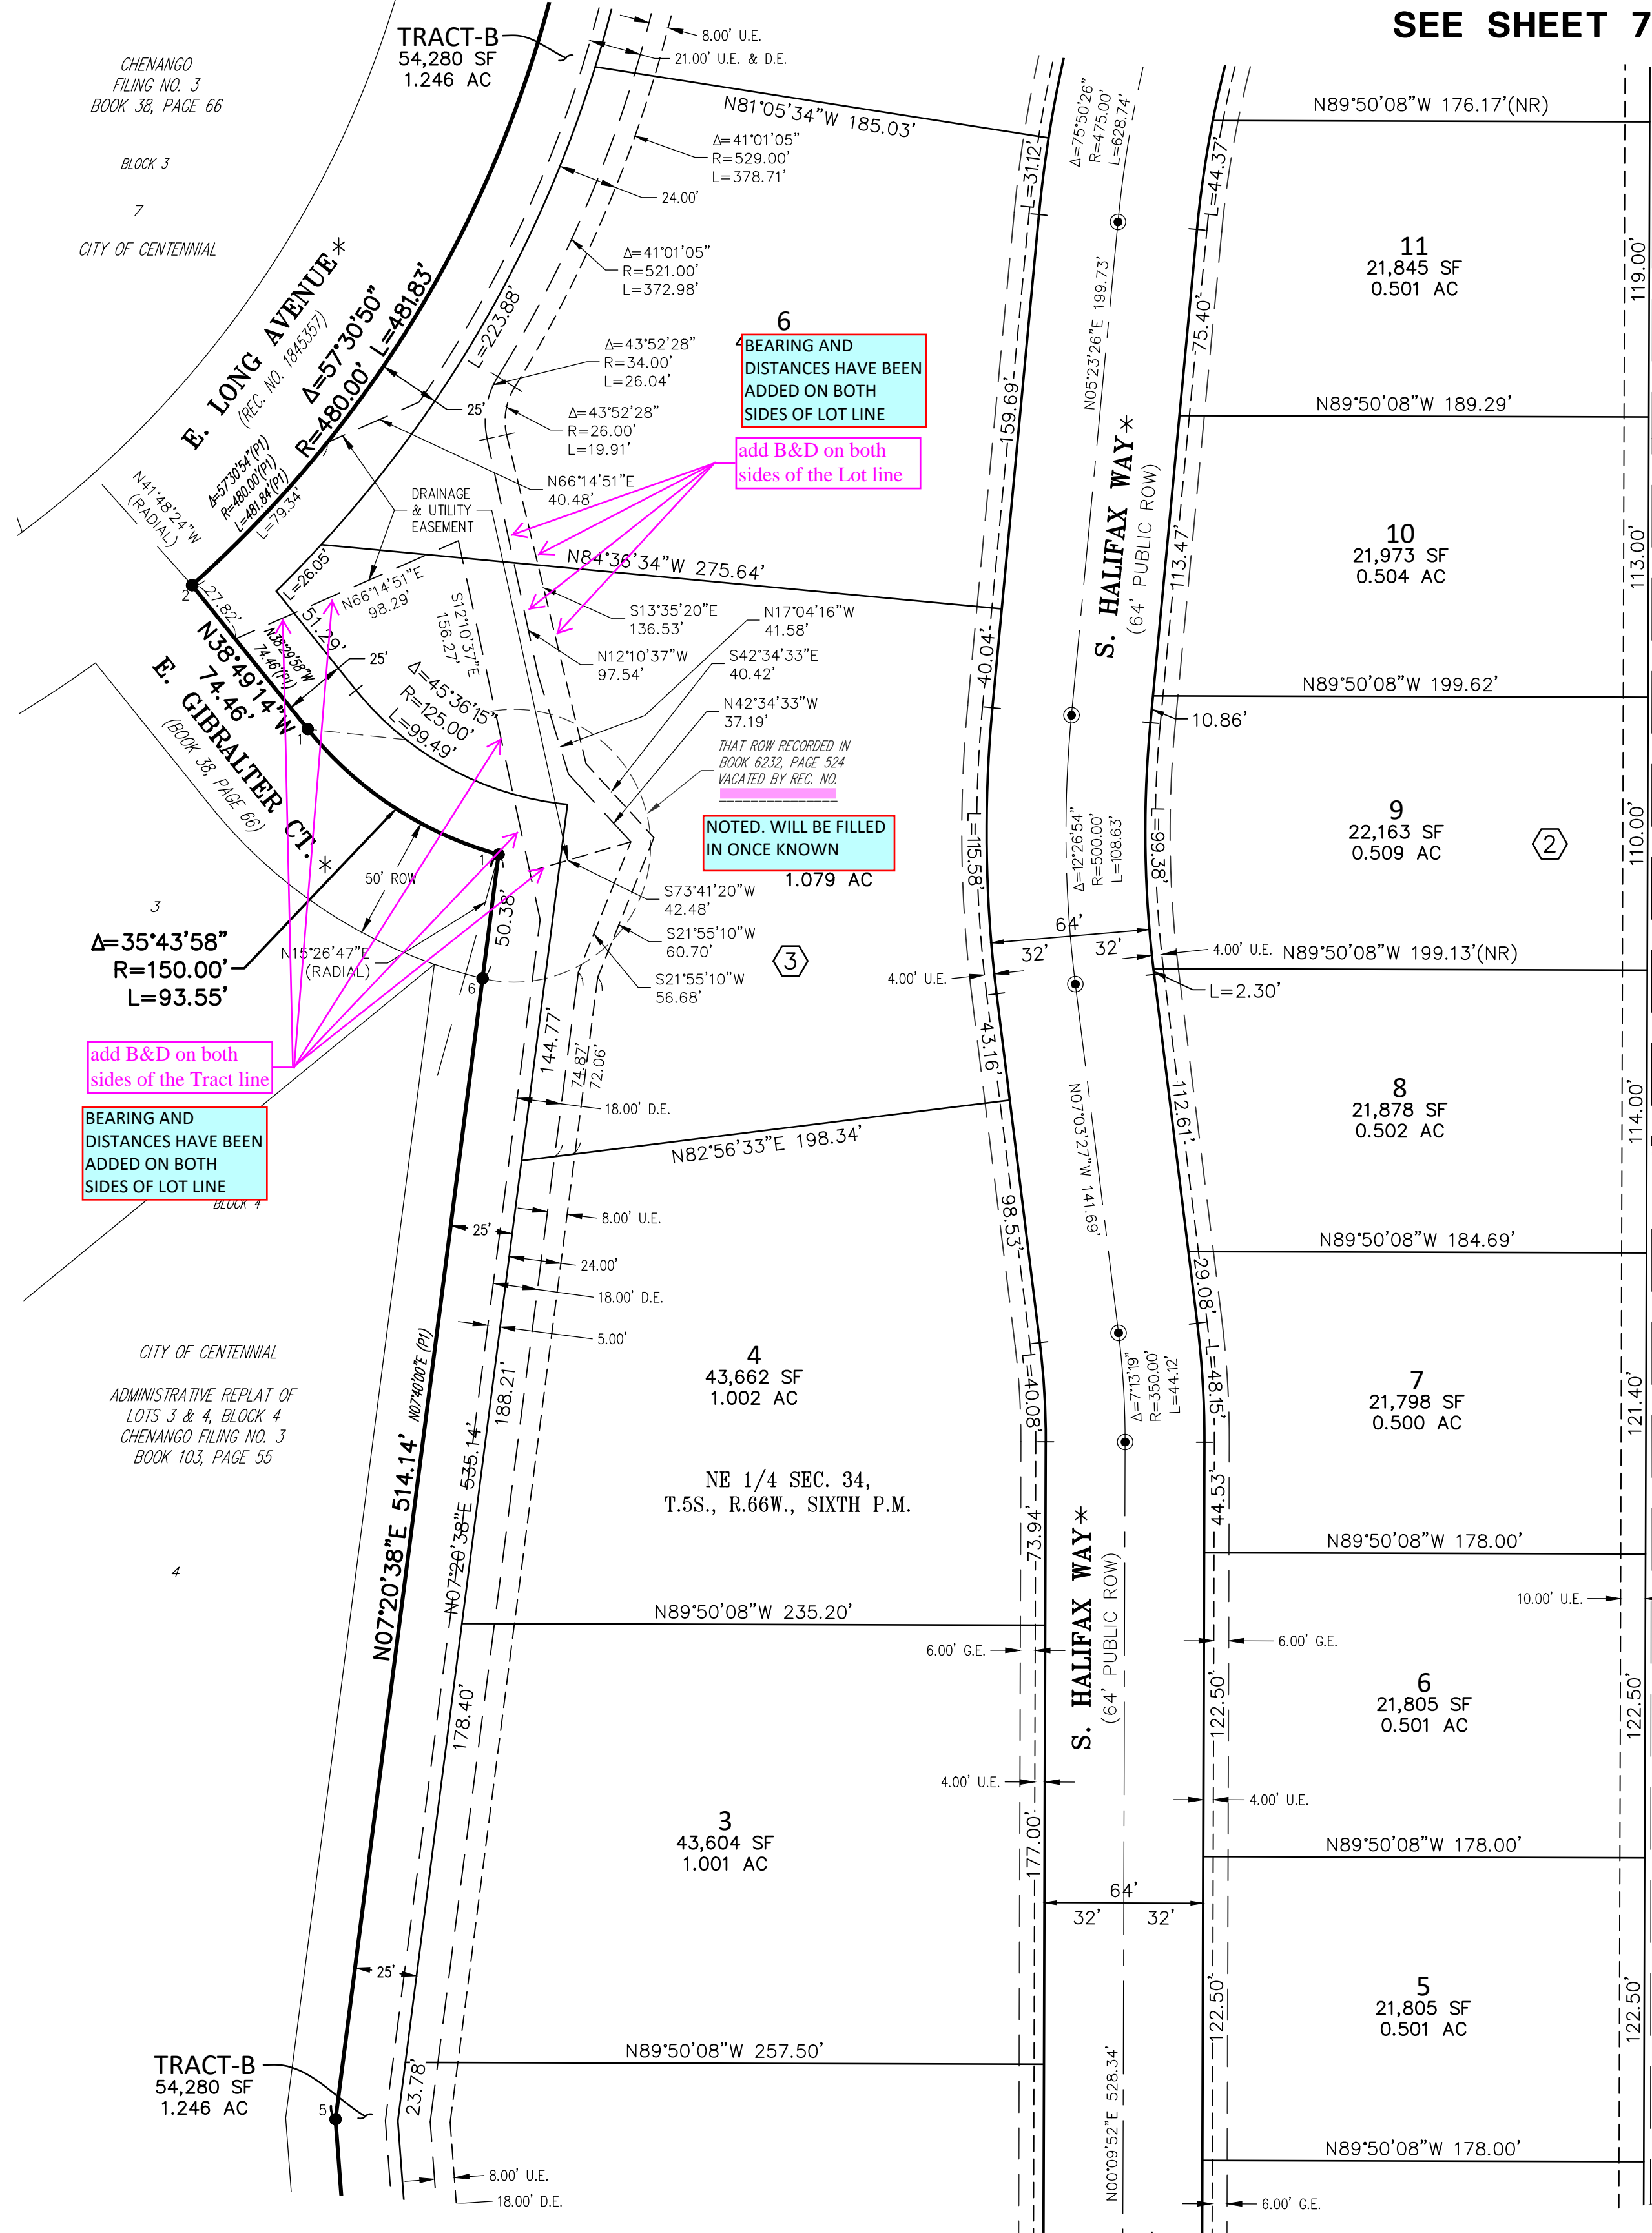 SEE SHEET 7
CHENANGO
FILING NO. 3
BOOK 38, PAGE 66
BLOCK 3
7
CITY OF CENTENNIAL
TRACT-B
54,280 SF
1.246 AC
8.00' U.E.
21.00' U.E. & D.E.
N81°05'34"W 185.03'
Δ=41°01'05"
R=529.00'
L=378.71'
24.00'
Δ=41°01'05"
R=521.00'
L=372.98'
Δ=43°52'28"
R=34.00'
L=26.04'
Δ=43°52'28"
R=26.00'
L=19.91'
N66°14'51"E
40.48'
E. LONG AVENUE*
(REC. NO. 1845357)
Δ=57°30'50"
R=480.00' L=481.83'
Δ=57°30'54"(P1)
R=480.00'(P1)
L=481.84'(P1)
L=79.34'
N41°48'24"W
(RADIAL)
L=223.88'
25'
DRAINAGE
& UTILITY
EASEMENT
6
BEARING AND
DISTANCES HAVE BEEN
ADDED ON BOTH
SIDES OF LOT LINE
add B&D on both
sides of the Lot line
L=31.12'
159.69'
Δ=75°50'26"
R=475.00'
L=628.74'
N05°23'26"E 199.73'
S. HALIFAX WAY*
(64' PUBLIC ROW)
L=44.37'
75.40'
113.47'
N89°50'08"W 176.17'(NR)
11
21,845 SF
0.501 AC
119.00'
N89°50'08"W 189.29'
10
21,973 SF
0.504 AC
113.00'
N89°50'08"W 199.62'
10.86'
N84°36'34"W 275.64'
L=26.05'
51.29'
N66°14'51"E
98.29'
S12°10'37"E
156.27'
S13°35'20"E
136.53'
N17°04'16"W
41.58'
N12°10'37"W
97.54'
S42°34'33"E
40.42'
N42°34'33"W
37.19'
THAT ROW RECORDED IN
BOOK 6232, PAGE 524
VACATED BY REC. NO.
_______________
NOTED. WILL BE FILLED
IN ONCE KNOWN
1.079 AC
2
27.82'
N38°49'14"W
74.46'
N38°29'58"W
74.46'(P1)
25'
1
E. GIBRALTER CT. *
(BOOK 38, PAGE 66)
Δ=45°36'15"
R=125.00'
L=99.49'
40.04'
L=115.58'
Δ=12°26'54"
R=500.00'
L=108.63'
L=99.38'
9
22,163 SF
0.509 AC
2
110.00'
50' ROW
1
50.38'
3
Δ=35°43'58"
R=150.00'
L=93.55'
N15°26'47"E
(RADIAL)
6
S73°41'20"W
42.48'
S21°55'10"W
60.70'
S21°55'10"W
56.68'
3
4.00' U.E.
64'
32'
32'
4.00' U.E.
N89°50'08"W 199.13'(NR)
L=2.30'
add B&D on both
sides of the Tract line
BEARING AND
DISTANCES HAVE BEEN
ADDED ON BOTH
SIDES OF LOT LINE
BLOCK 4
144.77'
74.87'
72.06'
18.00' D.E.
43.16'
N07°03'27"W 141.69'
112.61'
8
21,878 SF
0.502 AC
114.00'
N82°56'33"E 198.34'
98.53'
25'
8.00' U.E.
24.00'
18.00' D.E.
5.00'
29.08'
N89°50'08"W 184.69'
CITY OF CENTENNIAL
ADMINISTRATIVE REPLAT OF
LOTS 3 & 4, BLOCK 4
CHENANGO FILING NO. 3
BOOK 103, PAGE 55
4
N07°20'38"E 514.14'
N07°40'00"E (P1)
N07°20'38"E 535.14'
188.21'
4
43,662 SF
1.002 AC
L=40.08'
Δ=7°13'19"
R=350.00'
L=44.12'
L=48.15'
7
21,798 SF
0.500 AC
121.40'
NE 1/4 SEC. 34,
T.5S., R.66W., SIXTH P.M.
73.94'
44.53'
N89°50'08"W 178.00'
10.00' U.E.
N89°50'08"W 235.20'
6.00' G.E.
S. HALIFAX WAY*
(64' PUBLIC ROW)
6.00' G.E.
178.40'
122.50'
6
21,805 SF
0.501 AC
122.50'
4.00' U.E.
4.00' U.E.
3
43,604 SF
1.001 AC
177.00'
N89°50'08"W 178.00'
64'
32'
32'
25'
122.50'
5
21,805 SF
0.501 AC
122.50'
TRACT-B
54,280 SF
1.246 AC
5
23.78'
N89°50'08"W 257.50'
N00°09'52"E 528.34'
N89°50'08"W 178.00'
8.00' U.E.
18.00' D.E.
6.00' G.E.